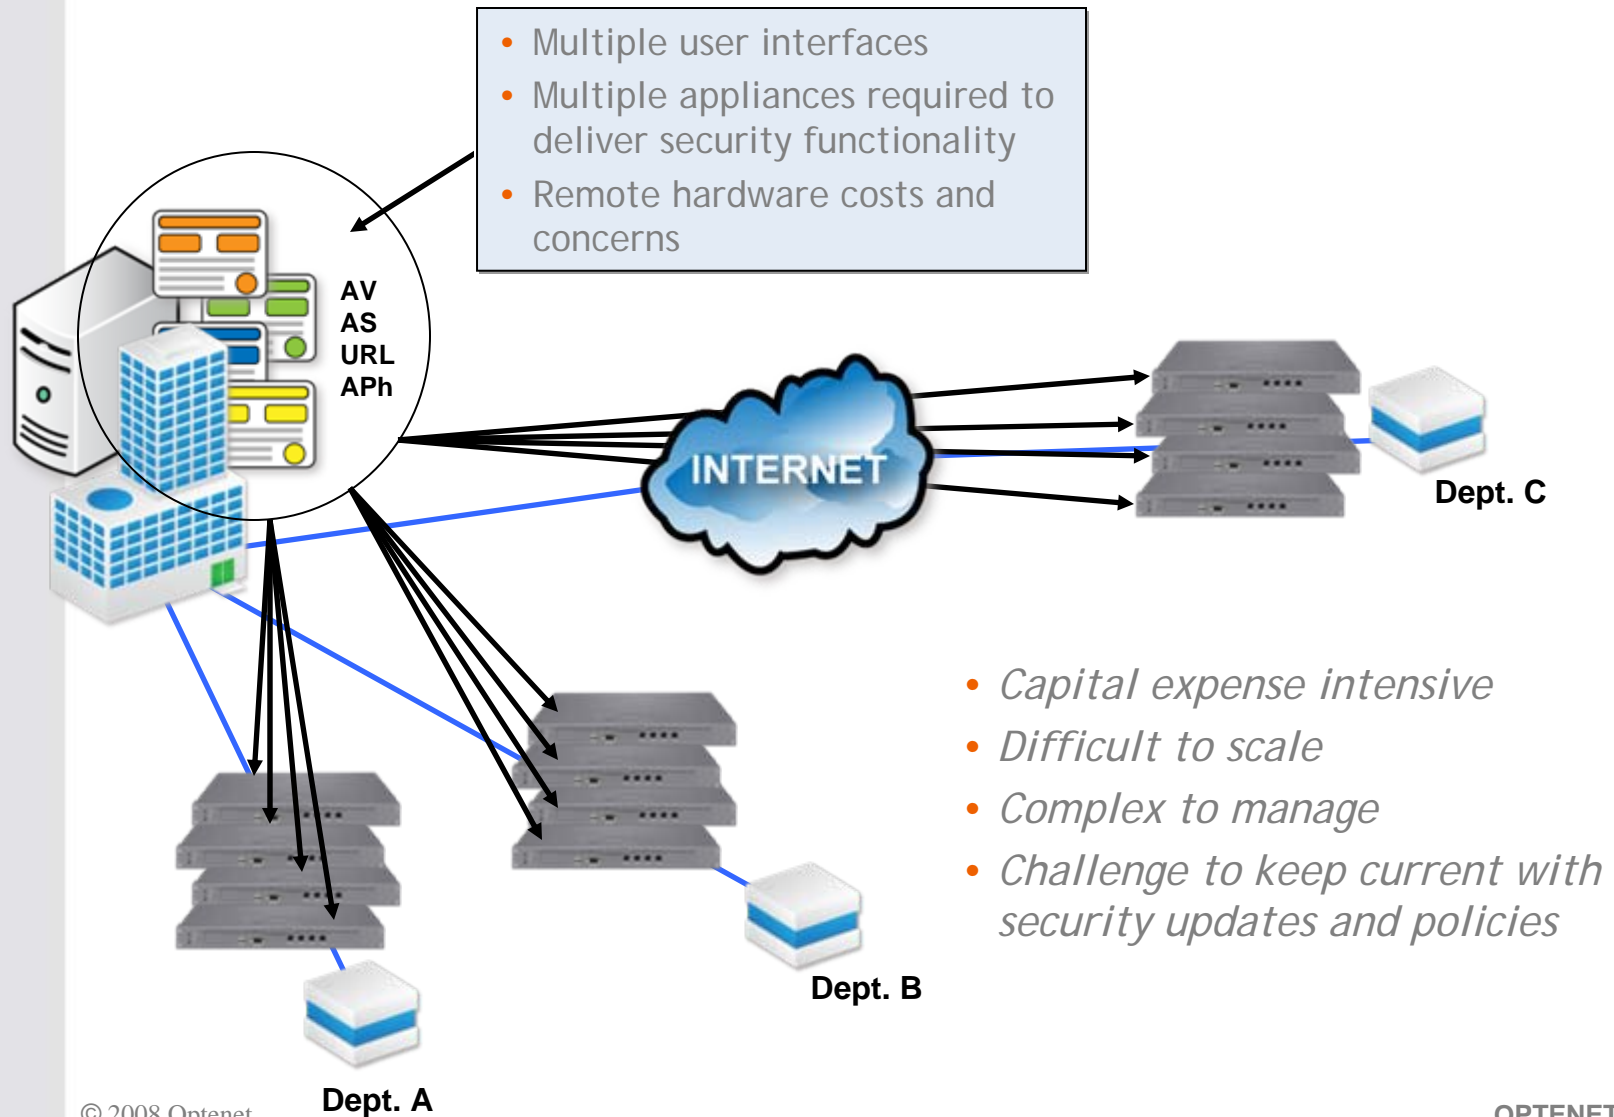 • Multiple user interfaces
• Multiple appliances required to
deliver security functionality
• Remote hardware costs and
concerns
AV
AS
URL
APh
INTERNET
Dept. C
• Capital expense intensive
• Difficult to scale
• Complex to manage
• Challenge to keep current with
security updates and policies
Dept. B
Dept. A
© 2008 Optenet
OPTENET